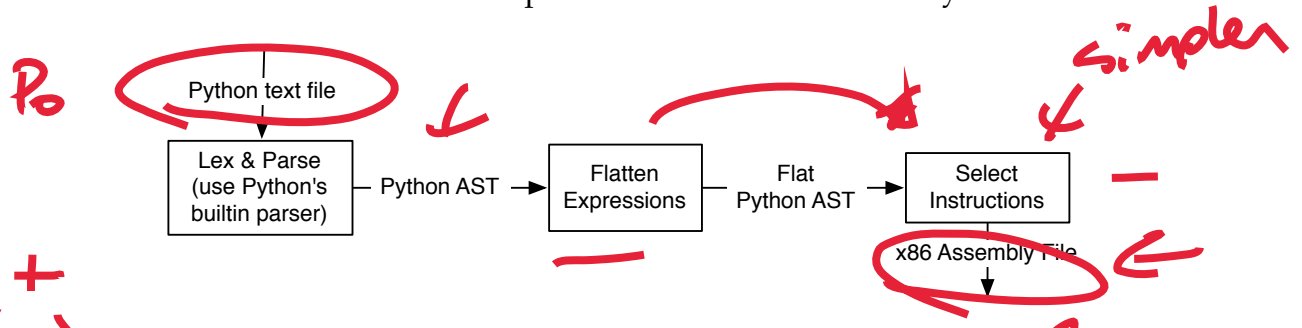 simpler
P₀
Python text file
Lex & Parse
(use Python's
builtin parser)
Python AST
Flatten
Expressions
Flat
Python AST
Select
Instructions
x86 Assembly File